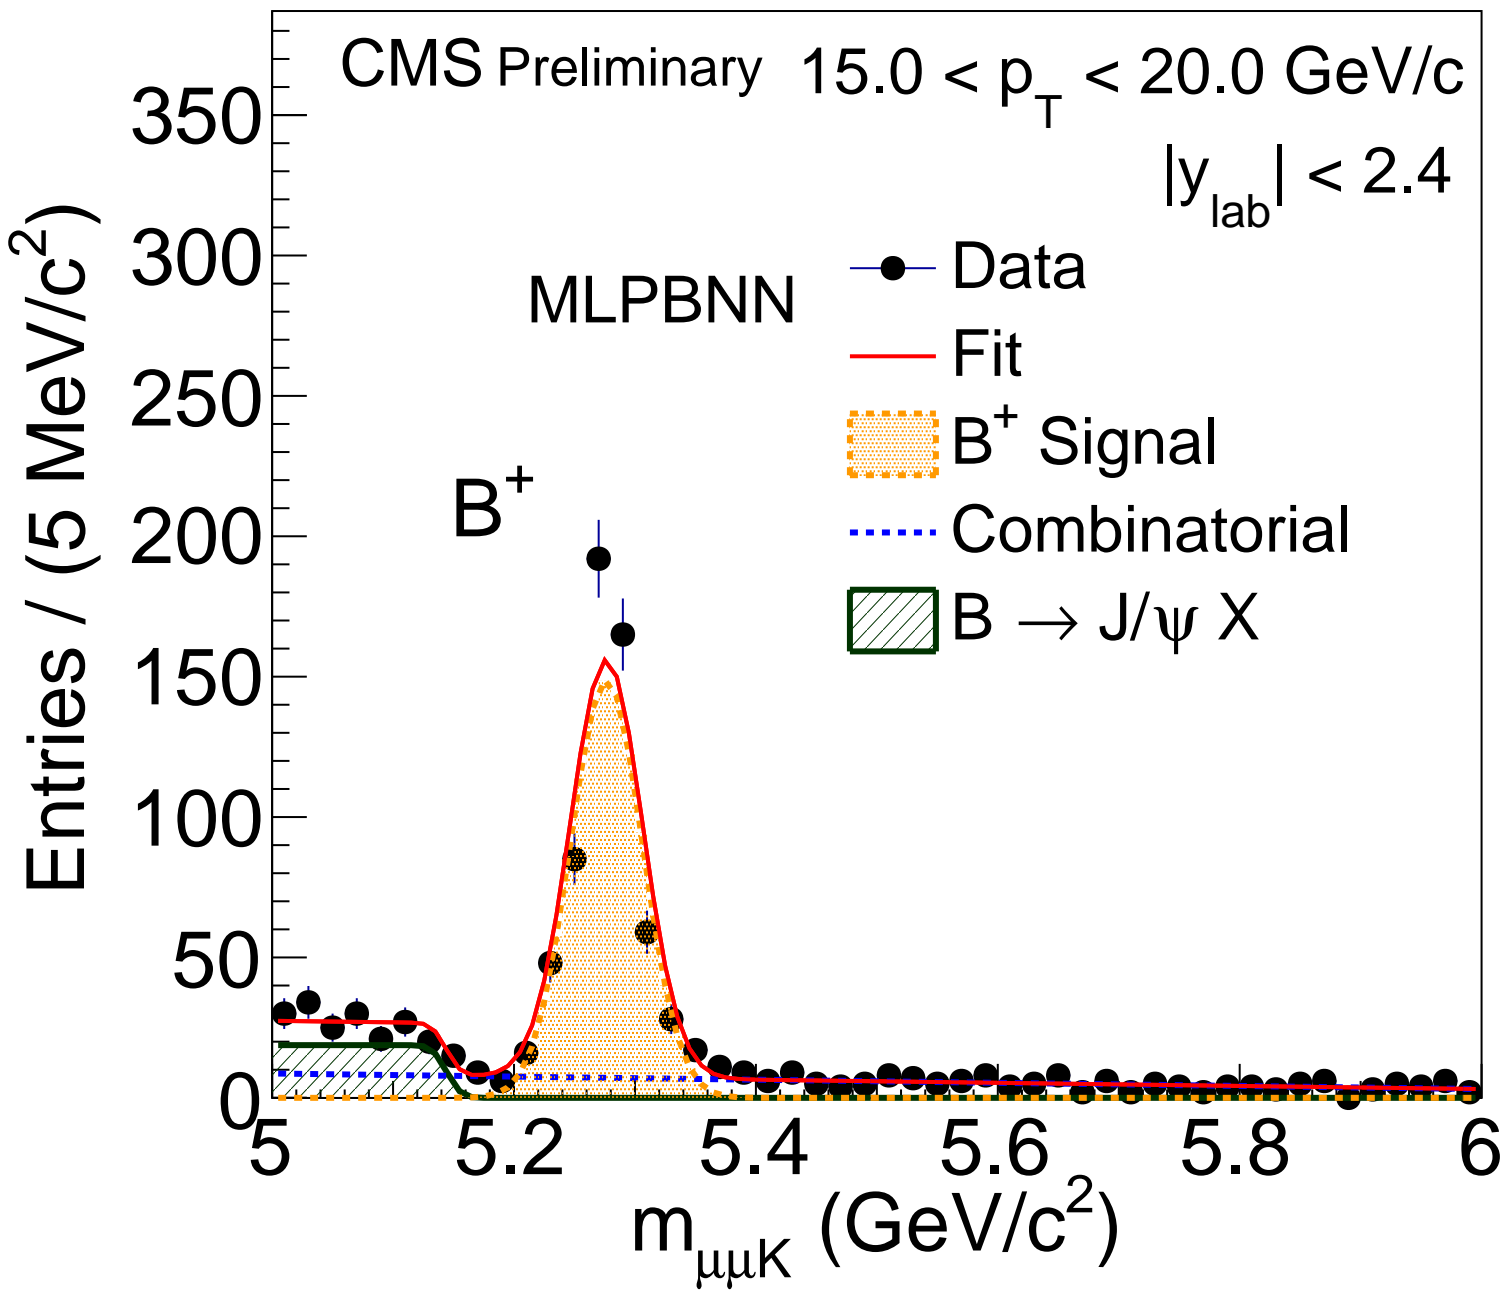 CMS Preliminary 15.0 < p_T < 20.0 GeV/c
|y_lab| < 2.4
MLPBNN
Data
Fit
B⁺ Signal
Combinatorial
B → J/ψ X
B⁺
Entries / (5 MeV/c²)
350
300
250
200
150
100
50
0
5 5.2 5.4 5.6 5.8 6
m_μμK (GeV/c²)